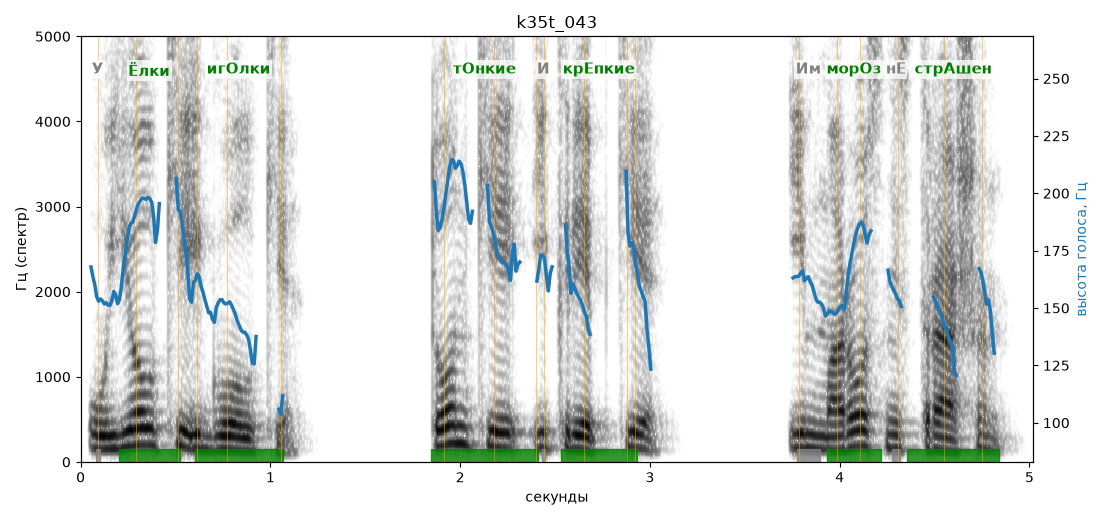 k35t_043
У Ёлки игОлки тОнкие И крЕпкие Им морОз нЕ стрАшен
5000
4000
3000
2000
1000
0
Гц (спектр)
250
225
200
175
150
125
100
высота голоса, Гц
0 1 2 3 4 5
секунды